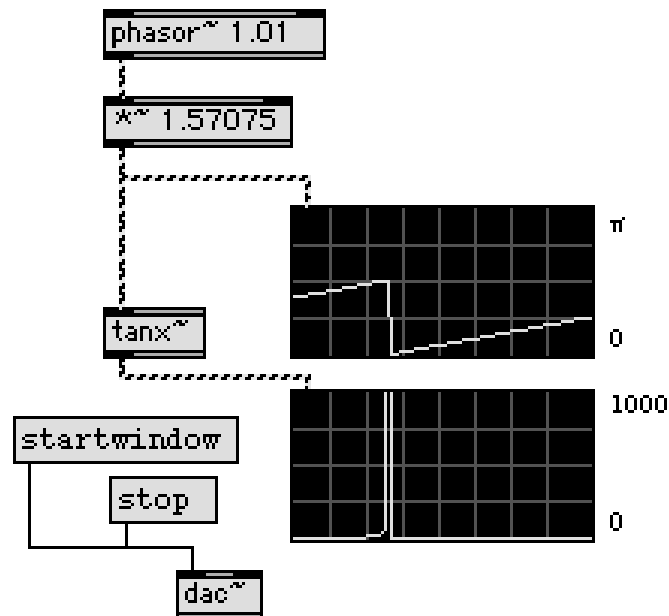 phasor~ 1.01
*~ 1.57075
π
tanx~
0
1000
startwindow
stop
0
dac~